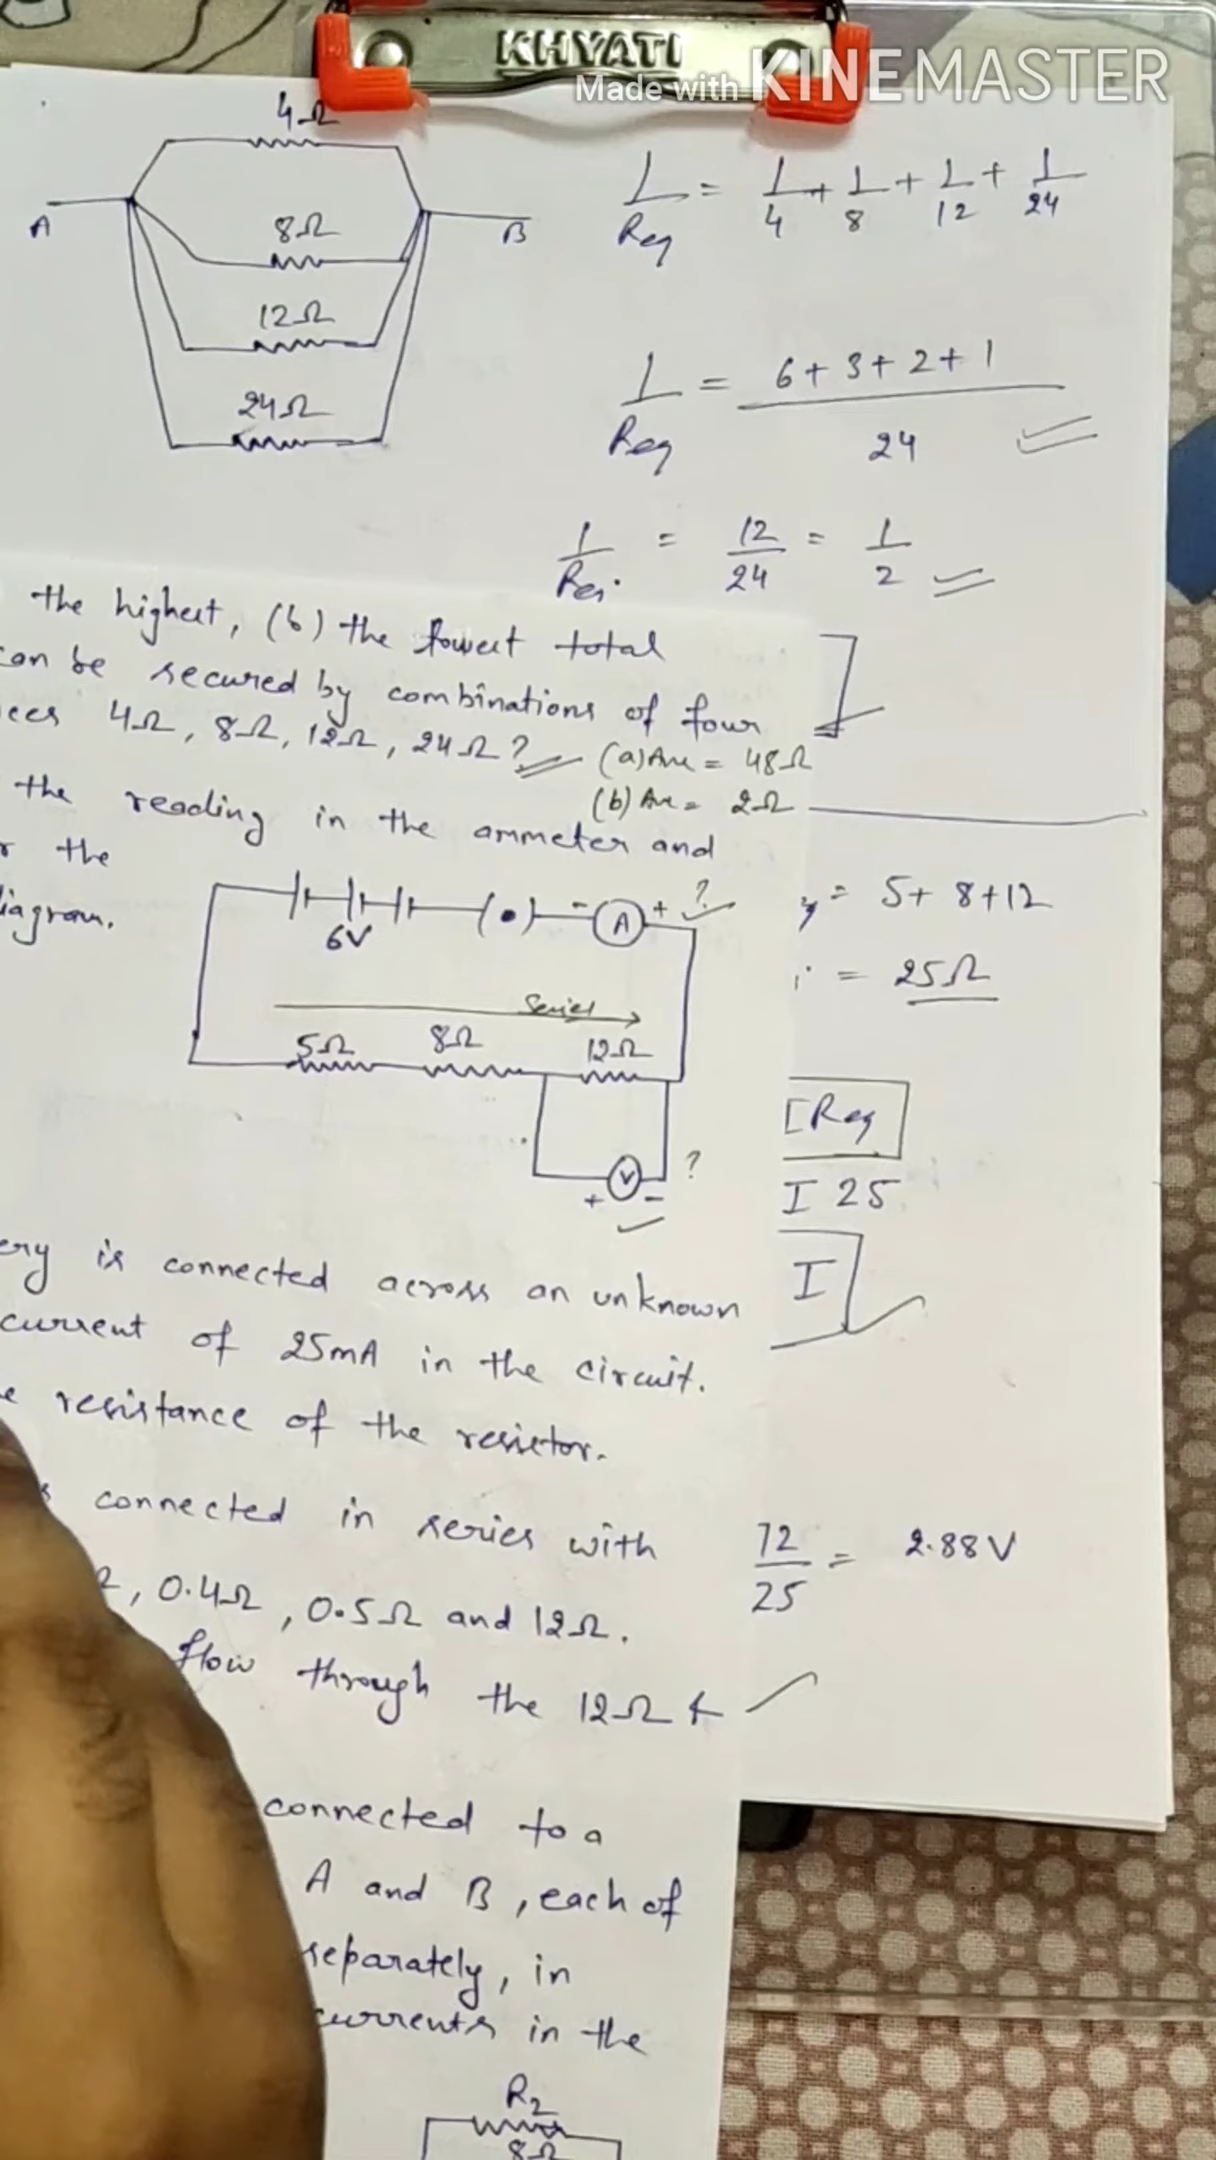 KHYATI
Made with KINEMASTER
4Ω
A
8Ω
B
12Ω
24Ω
1/Req = 1/4 + 1/8 + 1/12 + 1/24
1/Req = 6+3+2+1 / 24
12/24 = 1/2
the highest, (b) the lowest total
can be secured by combinations of four
4Ω, 8Ω, 12Ω, 24Ω?
(a) Ans = 48Ω
(b) Ans = 2Ω
the reading in the ammeter and
the
diagram.
6V
(•)
- A + ?
= 5+8+12
= 25Ω
Series
5Ω 8Ω 12Ω
I Req
I 25
I
+ V - ?
is connected across an unknown
current of 25mA in the circuit.
resistance of the resistor.
connected in series with
, 0.4Ω, 0.5Ω and 12Ω.
flow through the 12Ω &
72/25 = 2.88V
connected to a
A and B, each of
separately, in
currents in the
R2
8Ω